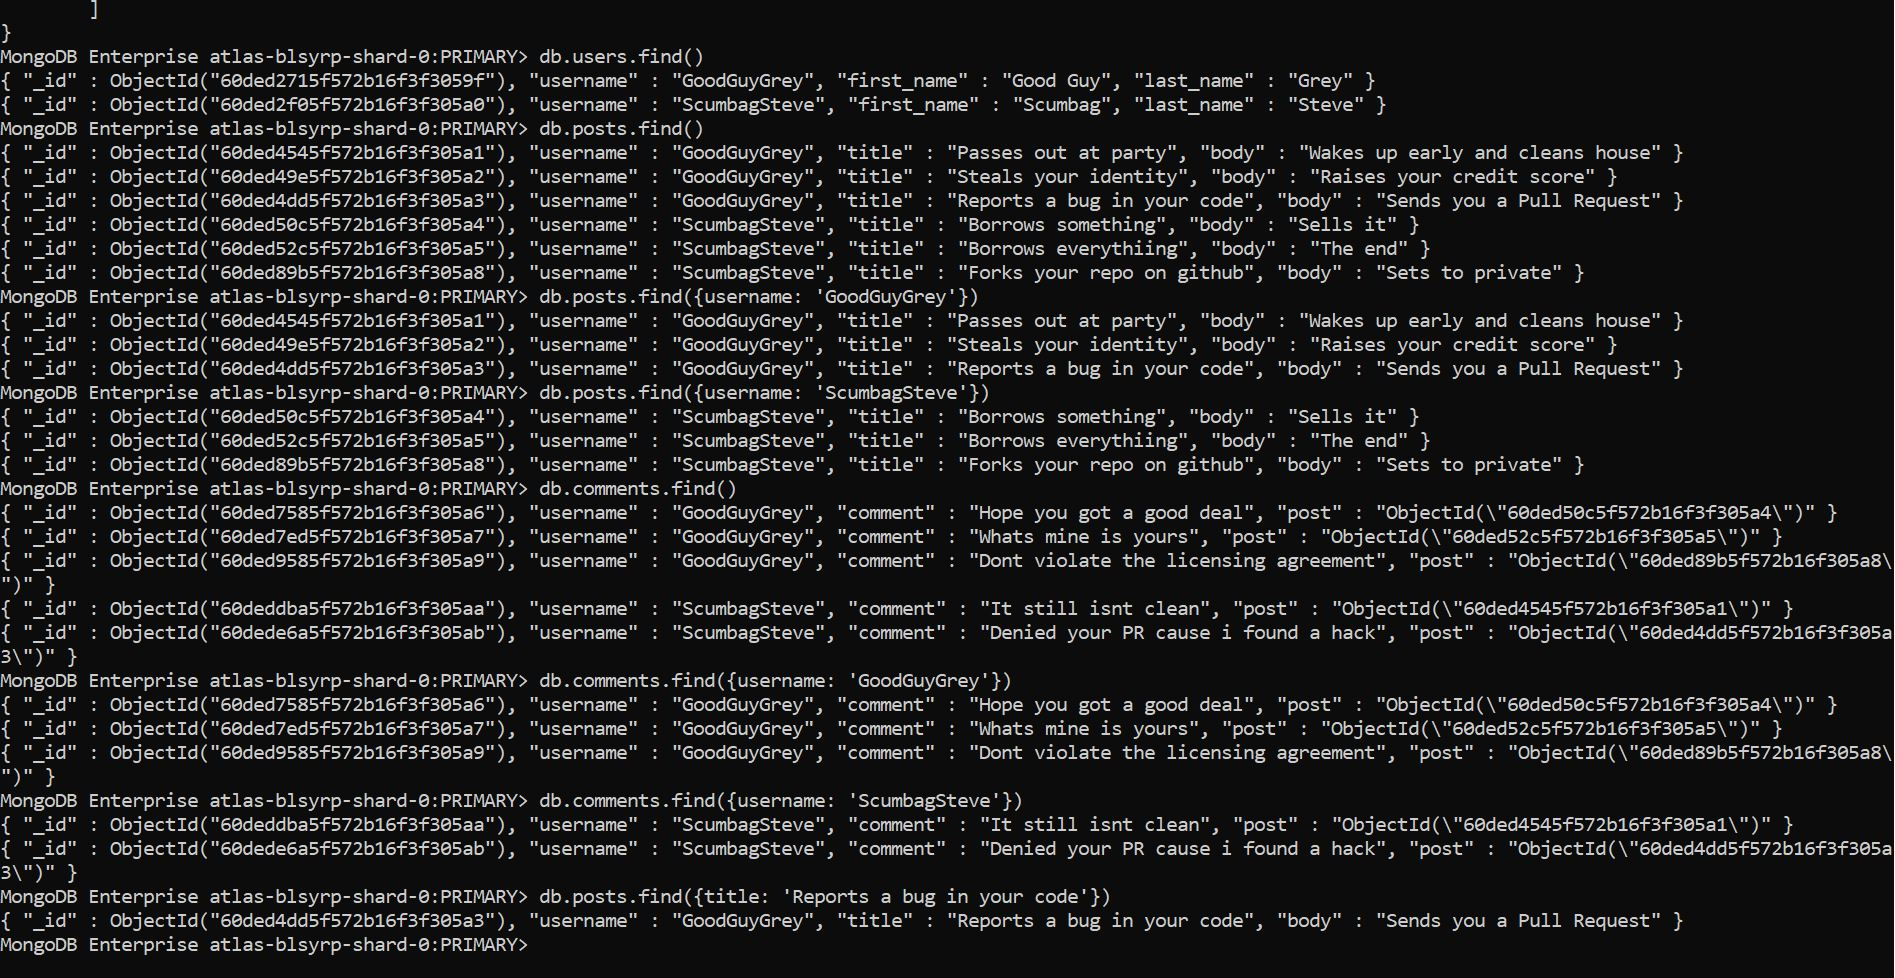 ]
}
MongoDB Enterprise atlas-blsyrp-shard-0:PRIMARY> db.users.find()
{ "_id" : ObjectId("60ded2715f572b16f3f3059f"), "username" : "GoodGuyGrey", "first_name" : "Good Guy", "last_name" : "Grey" }
{ "_id" : ObjectId("60ded2f05f572b16f3f305a0"), "username" : "ScumbagSteve", "first_name" : "Scumbag", "last_name" : "Steve" }
MongoDB Enterprise atlas-blsyrp-shard-0:PRIMARY> db.posts.find()
{ "_id" : ObjectId("60ded4545f572b16f3f305a1"), "username" : "GoodGuyGrey", "title" : "Passes out at party", "body" : "Wakes up early and cleans house" }
{ "_id" : ObjectId("60ded49e5f572b16f3f305a2"), "username" : "GoodGuyGrey", "title" : "Steals your identity", "body" : "Raises your credit score" }
{ "_id" : ObjectId("60ded4dd5f572b16f3f305a3"), "username" : "GoodGuyGrey", "title" : "Reports a bug in your code", "body" : "Sends you a Pull Request" }
{ "_id" : ObjectId("60ded50c5f572b16f3f305a4"), "username" : "ScumbagSteve", "title" : "Borrows something", "body" : "Sells it" }
{ "_id" : ObjectId("60ded52c5f572b16f3f305a5"), "username" : "ScumbagSteve", "title" : "Borrows everythiing", "body" : "The end" }
{ "_id" : ObjectId("60ded89b5f572b16f3f305a8"), "username" : "ScumbagSteve", "title" : "Forks your repo on github", "body" : "Sets to private" }
MongoDB Enterprise atlas-blsyrp-shard-0:PRIMARY> db.posts.find({username: 'GoodGuyGrey'})
{ "_id" : ObjectId("60ded4545f572b16f3f305a1"), "username" : "GoodGuyGrey", "title" : "Passes out at party", "body" : "Wakes up early and cleans house" }
{ "_id" : ObjectId("60ded49e5f572b16f3f305a2"), "username" : "GoodGuyGrey", "title" : "Steals your identity", "body" : "Raises your credit score" }
{ "_id" : ObjectId("60ded4dd5f572b16f3f305a3"), "username" : "GoodGuyGrey", "title" : "Reports a bug in your code", "body" : "Sends you a Pull Request" }
MongoDB Enterprise atlas-blsyrp-shard-0:PRIMARY> db.posts.find({username: 'ScumbagSteve'})
{ "_id" : ObjectId("60ded50c5f572b16f3f305a4"), "username" : "ScumbagSteve", "title" : "Borrows something", "body" : "Sells it" }
{ "_id" : ObjectId("60ded52c5f572b16f3f305a5"), "username" : "ScumbagSteve", "title" : "Borrows everythiing", "body" : "The end" }
{ "_id" : ObjectId("60ded89b5f572b16f3f305a8"), "username" : "ScumbagSteve", "title" : "Forks your repo on github", "body" : "Sets to private" }
MongoDB Enterprise atlas-blsyrp-shard-0:PRIMARY> db.comments.find()
{ "_id" : ObjectId("60ded7585f572b16f3f305a6"), "username" : "GoodGuyGrey", "comment" : "Hope you got a good deal", "post" : "ObjectId(\"60ded50c5f572b16f3f305a4\")" }
{ "_id" : ObjectId("60ded7ed5f572b16f3f305a7"), "username" : "GoodGuyGrey", "comment" : "Whats mine is yours", "post" : "ObjectId(\"60ded52c5f572b16f3f305a5\")" }
{ "_id" : ObjectId("60ded9585f572b16f3f305a9"), "username" : "GoodGuyGrey", "comment" : "Dont violate the licensing agreement", "post" : "ObjectId(\"60ded89b5f572b16f305a8\
")" }
{ "_id" : ObjectId("60deddba5f572b16f3f305aa"), "username" : "ScumbagSteve", "comment" : "It still isnt clean", "post" : "ObjectId(\"60ded4545f572b16f3f305a1\")" }
{ "_id" : ObjectId("60dede6a5f572b16f3f305ab"), "username" : "ScumbagSteve", "comment" : "Denied your PR cause i found a hack", "post" : "ObjectId(\"60ded4dd5f572b16f3f305a
3\")" }
MongoDB Enterprise atlas-blsyrp-shard-0:PRIMARY> db.comments.find({username: 'GoodGuyGrey'})
{ "_id" : ObjectId("60ded7585f572b16f3f305a6"), "username" : "GoodGuyGrey", "comment" : "Hope you got a good deal", "post" : "ObjectId(\"60ded50c5f572b16f3f305a4\")" }
{ "_id" : ObjectId("60ded7ed5f572b16f3f305a7"), "username" : "GoodGuyGrey", "comment" : "Whats mine is yours", "post" : "ObjectId(\"60ded52c5f572b16f3f305a5\")" }
{ "_id" : ObjectId("60ded9585f572b16f3f305a9"), "username" : "GoodGuyGrey", "comment" : "Dont violate the licensing agreement", "post" : "ObjectId(\"60ded89b5f572b16f305a8\
")" }
MongoDB Enterprise atlas-blsyrp-shard-0:PRIMARY> db.comments.find({username: 'ScumbagSteve'})
{ "_id" : ObjectId("60deddba5f572b16f3f305aa"), "username" : "ScumbagSteve", "comment" : "It still isnt clean", "post" : "ObjectId(\"60ded4545f572b16f3f305a1\")" }
{ "_id" : ObjectId("60dede6a5f572b16f3f305ab"), "username" : "ScumbagSteve", "comment" : "Denied your PR cause i found a hack", "post" : "ObjectId(\"60ded4dd5f572b16f3f305a
3\")" }
MongoDB Enterprise atlas-blsyrp-shard-0:PRIMARY> db.posts.find({title: 'Reports a bug in your code'})
{ "_id" : ObjectId("60ded4dd5f572b16f3f305a3"), "username" : "GoodGuyGrey", "title" : "Reports a bug in your code", "body" : "Sends you a Pull Request" }
MongoDB Enterprise atlas-blsyrp-shard-0:PRIMARY>